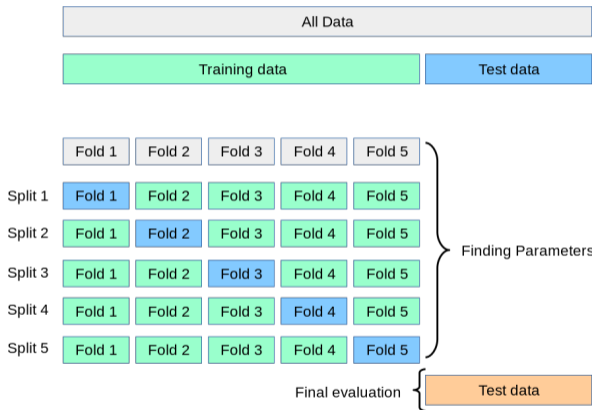 All Data
Training data Test data
Fold 1 Fold 2 Fold 3 Fold 4 Fold 5
Split 1 Fold 1 Fold 2 Fold 3 Fold 4 Fold 5
Split 2 Fold 1 Fold 2 Fold 3 Fold 4 Fold 5
Finding Parameters
Split 3 Fold 1 Fold 2 Fold 3 Fold 4 Fold 5
Split 4 Fold 1 Fold 2 Fold 3 Fold 4 Fold 5
Split 5 Fold 1 Fold 2 Fold 3 Fold 4 Fold 5
Final evaluation Test data